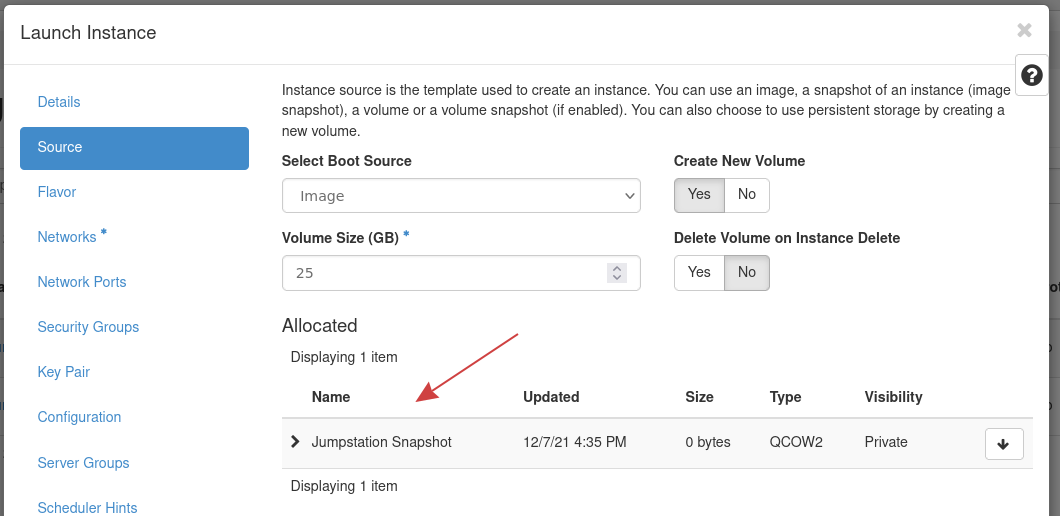 Launch Instance
×
?
Details
Source
Flavor
Networks *
Network Ports
Security Groups
Key Pair
Configuration
Server Groups
Scheduler Hints
Instance source is the template used to create an instance. You can use an image, a snapshot of an instance (image
snapshot), a volume or a volume snapshot (if enabled). You can also choose to use persistent storage by creating a
new volume.
Select Boot Source
Create New Volume
Image
Yes No
Volume Size (GB) *
Delete Volume on Instance Delete
25
Yes No
Allocated
Displaying 1 item
Name Updated Size Type Visibility
Jumpstation Snapshot 12/7/21 4:35 PM 0 bytes QCOW2 Private
Displaying 1 item